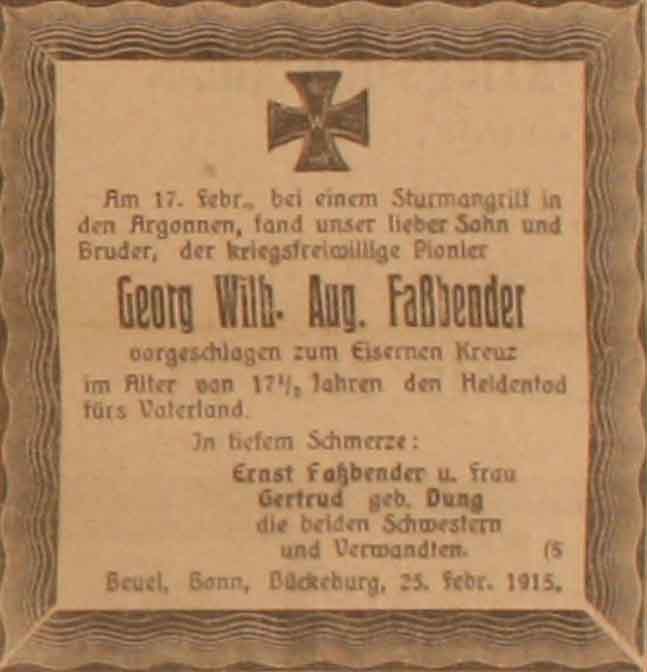 Am 17. Febr., bei einem Sturmangriff in
den Argonnen, fand unser lieber Sohn und
Bruder, der kriegsfreiwillige Pionier
Georg Wilh. Aug. Faßbender
vorgeschlagen zum Eisernen Kreuz
im Alter von 17½ Jahren den Heldentod
fürs Vaterland.
In tiefem Schmerze:
Ernst Faßbender u. Frau
Gertrud geb. Dung
die beiden Schwestern
und Verwandten. (5
Beuel, Bonn, Bückeburg, 25. Febr. 1915.